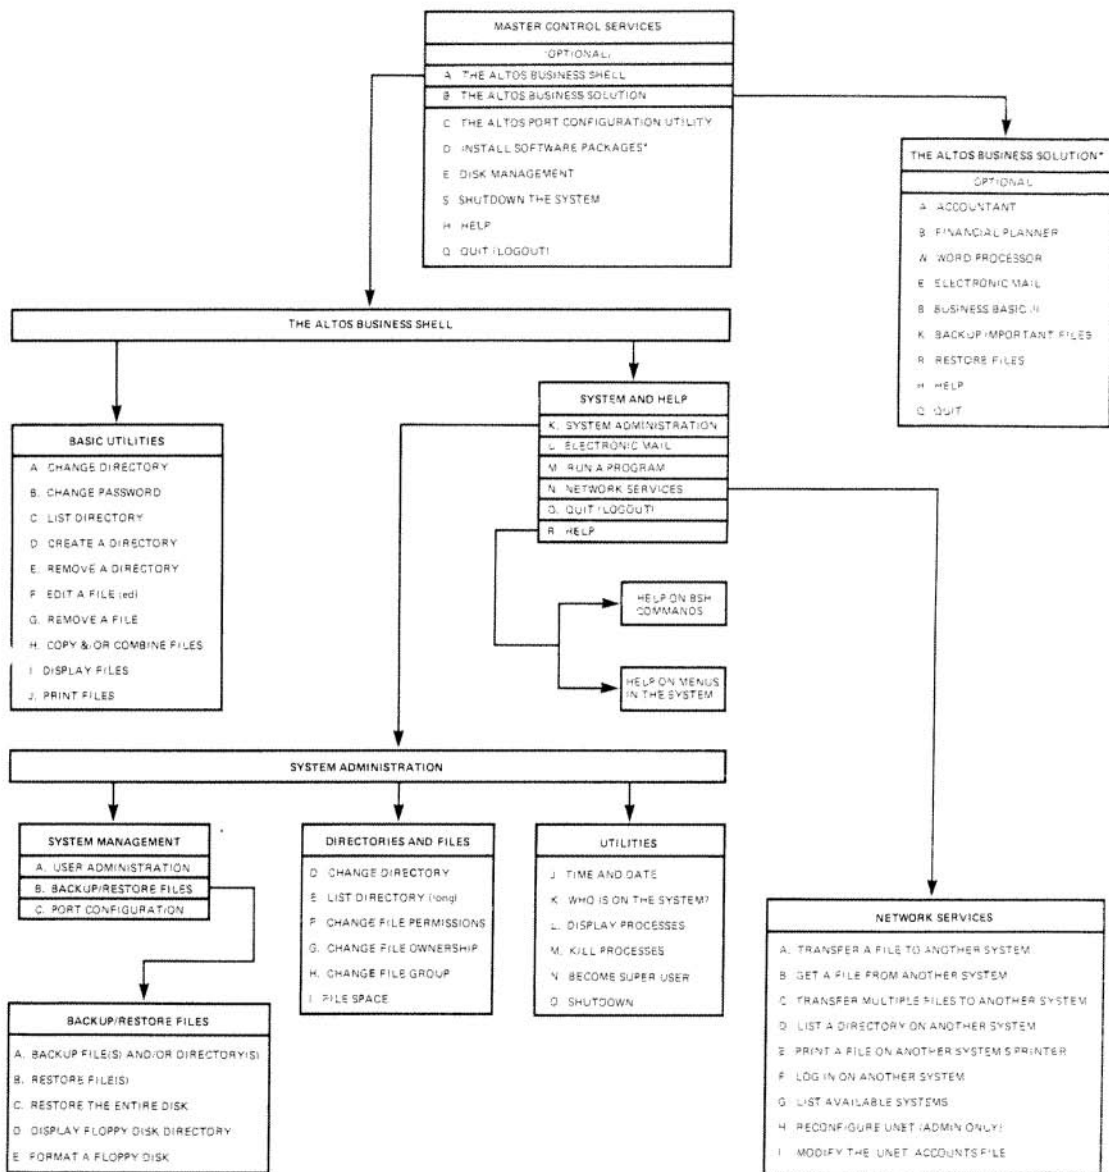 MASTER CONTROL SERVICES
(OPTIONAL)
A THE ALTOS BUSINESS SHELL
B THE ALTOS BUSINESS SOLUTION
C THE ALTOS PORT CONFIGURATION UTILITY
D INSTALL SOFTWARE PACKAGES*
E DISK MANAGEMENT
S SHUTDOWN THE SYSTEM
H HELP
Q QUIT (LOGOUT)
THE ALTOS BUSINESS SOLUTION*
OPTIONAL
A ACCOUNTANT
B FINANCIAL PLANNER
W WORD PROCESSOR
E ELECTRONIC MAIL
B BUSINESS BASIC
K BACKUP IMPORTANT FILES
R RESTORE FILES
H HELP
Q QUIT
THE ALTOS BUSINESS SHELL
BASIC UTILITIES
A. CHANGE DIRECTORY
B. CHANGE PASSWORD
C. LIST DIRECTORY
D. CREATE A DIRECTORY
E. REMOVE A DIRECTORY
F. EDIT A FILE (ed)
G. REMOVE A FILE
H. COPY &/OR COMBINE FILES
I. DISPLAY FILES
J. PRINT FILES
SYSTEM AND HELP
K. SYSTEM ADMINISTRATION
L. ELECTRONIC MAIL
M. RUN A PROGRAM
N. NETWORK SERVICES
Q. QUIT (LOGOUT)
R. HELP
HELP ON BSH
COMMANDS
HELP ON MENUS
IN THE SYSTEM
SYSTEM ADMINISTRATION
SYSTEM MANAGEMENT
A. USER ADMINISTRATION
B. BACKUP/RESTORE FILES
C. PORT CONFIGURATION
DIRECTORIES AND FILES
D. CHANGE DIRECTORY
E. LIST DIRECTORY (long)
F. CHANGE FILE PERMISSIONS
G. CHANGE FILE OWNERSHIP
H. CHANGE FILE GROUP
I. FILE SPACE
UTILITIES
J. TIME AND DATE
K. WHO IS ON THE SYSTEM?
L. DISPLAY PROCESSES
M. KILL PROCESSES
N. BECOME SUPER USER
O. SHUTDOWN
BACKUP/RESTORE FILES
A. BACKUP FILE(S) AND/OR DIRECTORY(S)
B. RESTORE FILE(S)
C. RESTORE THE ENTIRE DISK
D. DISPLAY FLOPPY DISK DIRECTORY
E. FORMAT A FLOPPY DISK
NETWORK SERVICES
A. TRANSFER A FILE TO ANOTHER SYSTEM
B. GET A FILE FROM ANOTHER SYSTEM
C. TRANSFER MULTIPLE FILES TO ANOTHER SYSTEM
D. LIST A DIRECTORY ON ANOTHER SYSTEM
E. PRINT A FILE ON ANOTHER SYSTEM'S PRINTER
F. LOG IN ON ANOTHER SYSTEM
G. LIST AVAILABLE SYSTEMS
H. RECONFIGURE UNET (ADMIN ONLY)
I. MODIFY THE UNET ACCOUNTS FILE